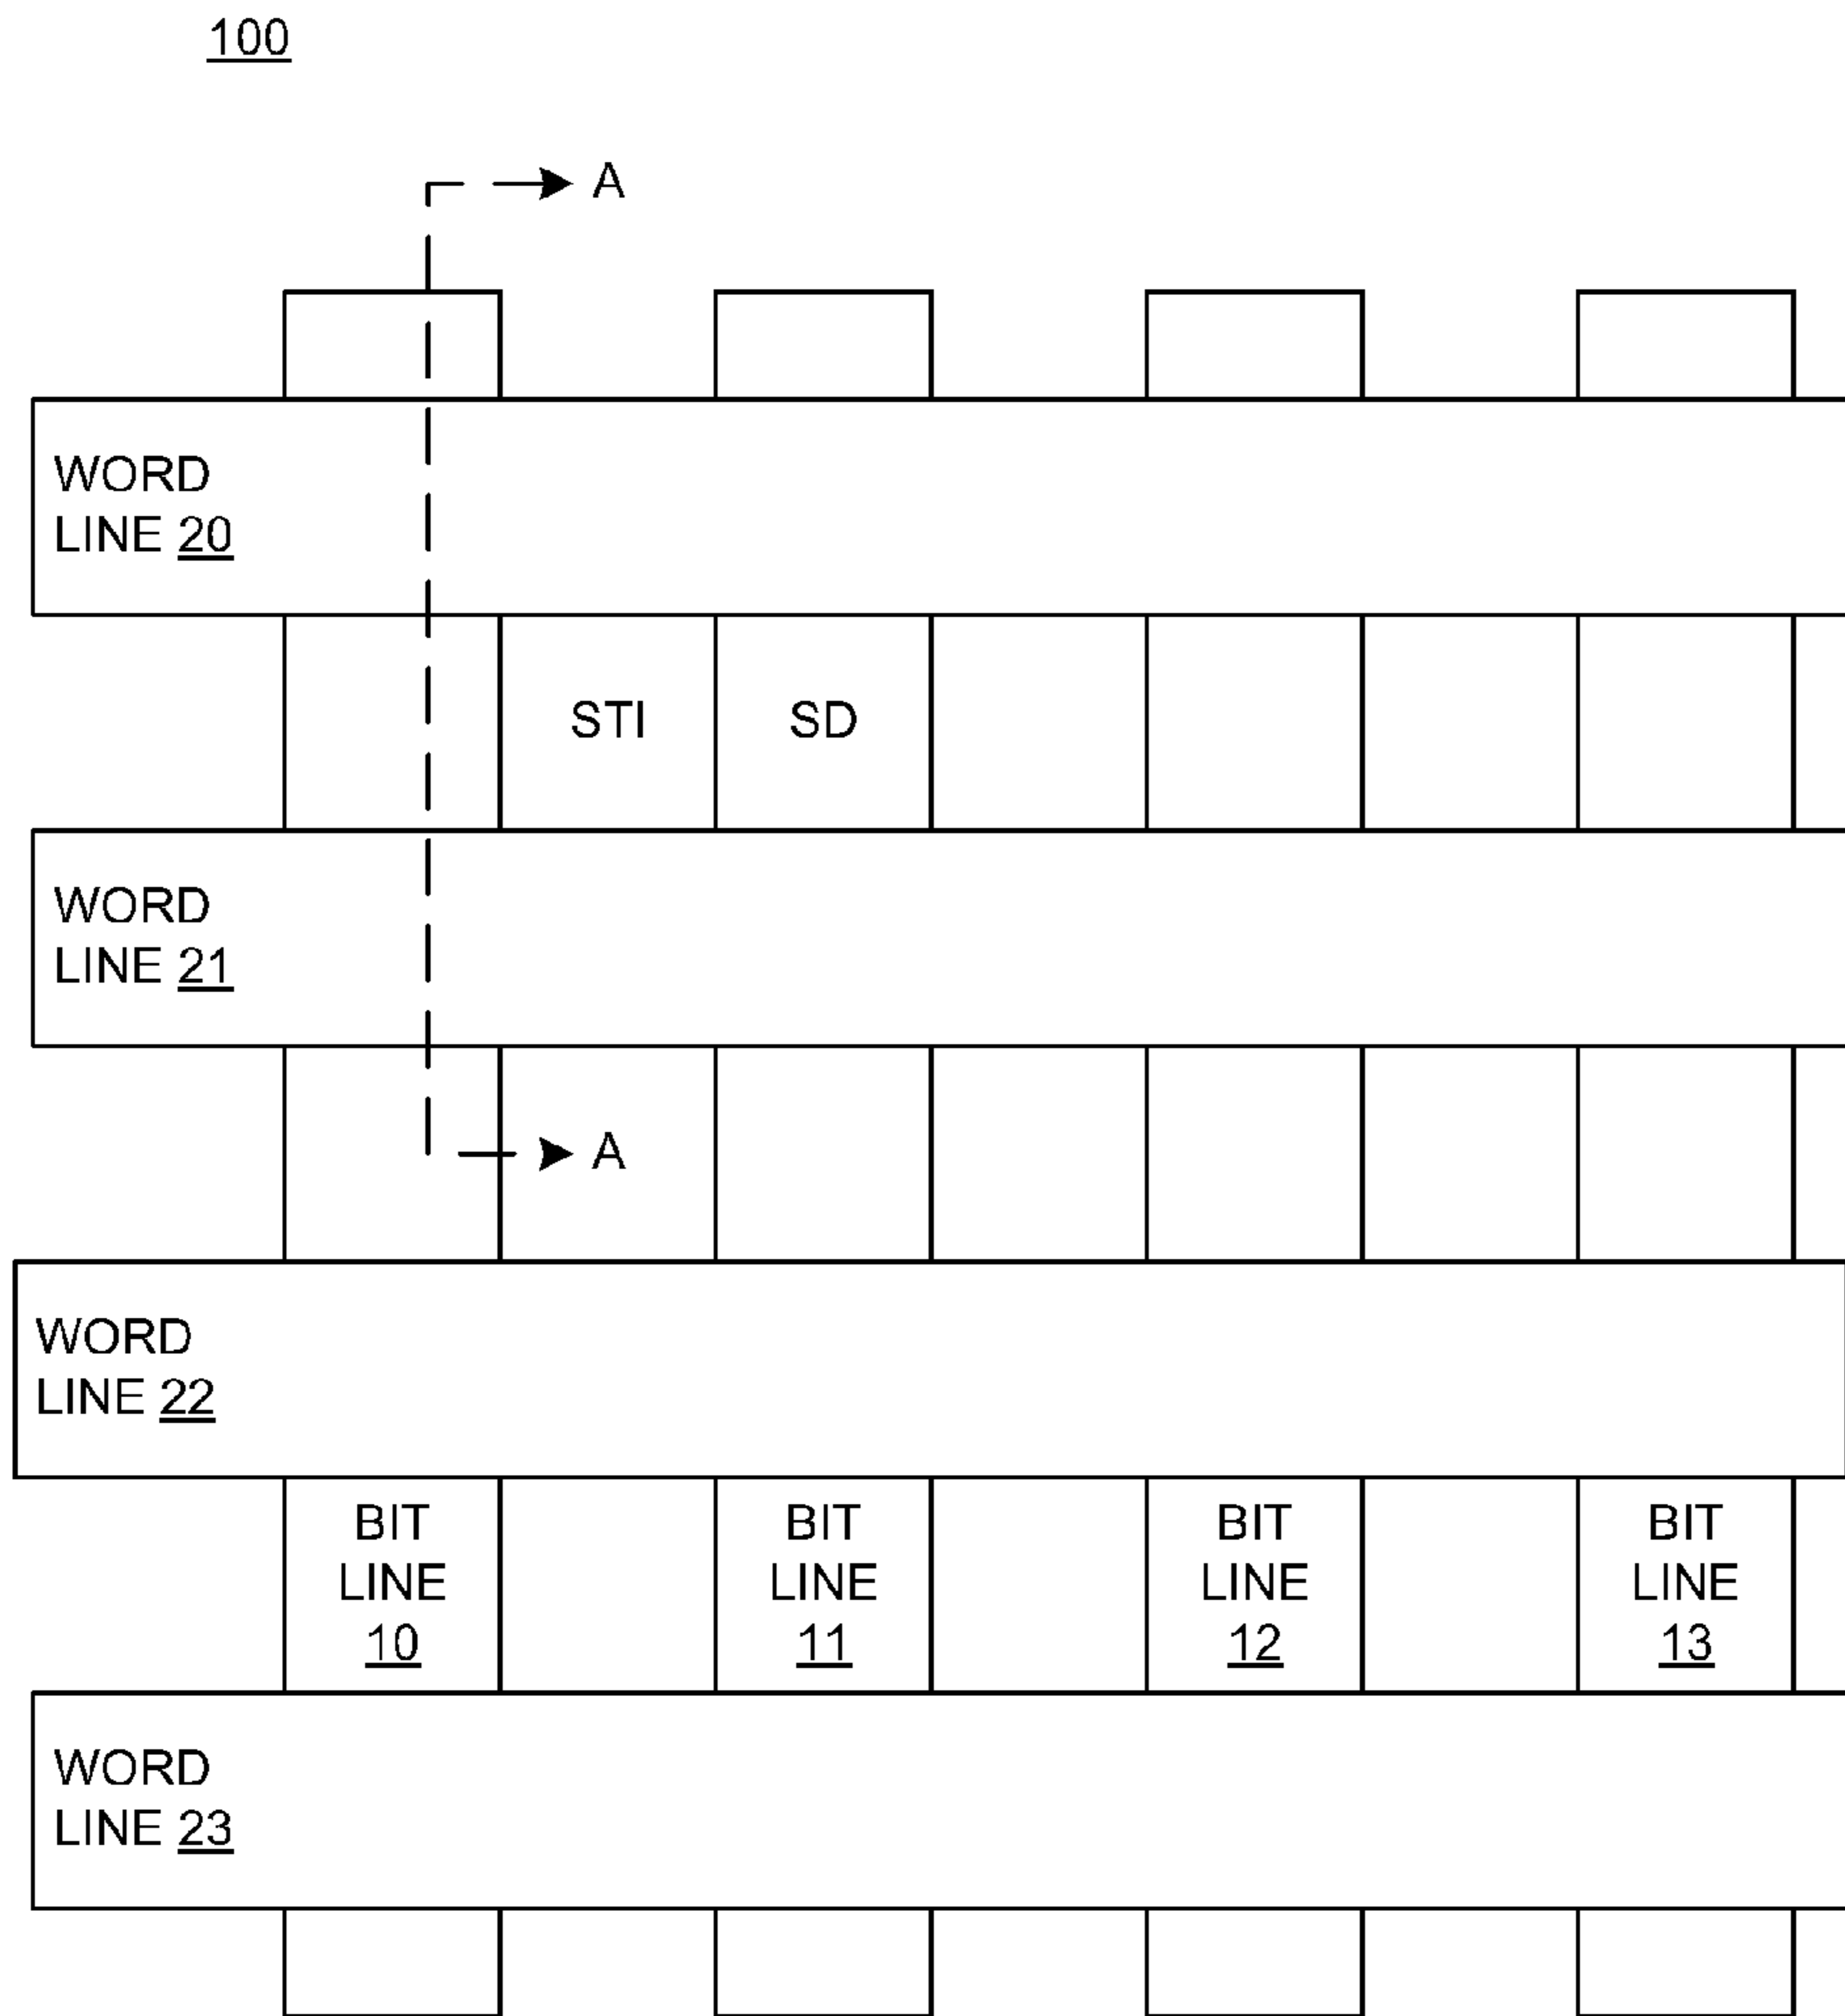 100
A
WORD
LINE 20
STI
SD
WORD
LINE 21
A
WORD
LINE 22
BIT
LINE
10
BIT
LINE
11
BIT
LINE
12
BIT
LINE
13
WORD
LINE 23